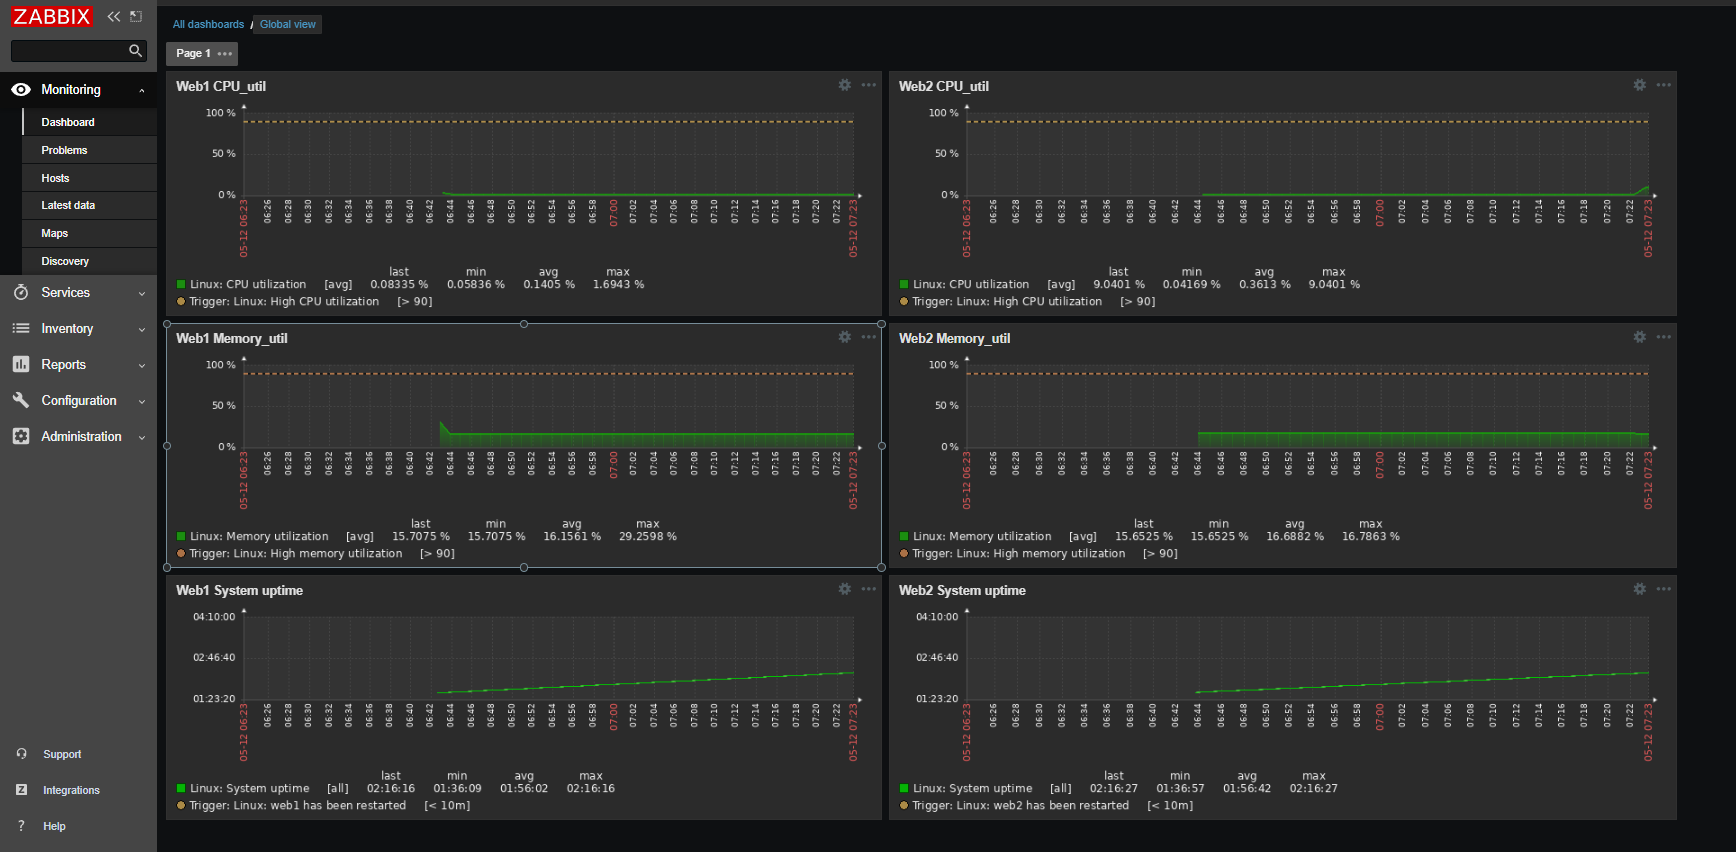 ZABBIX
Monitoring
Dashboard
Problems
Hosts
Latest data
Maps
Discovery
Services
Inventory
Reports
Configuration
Administration
Support
Integrations
? Help
All dashboards / Global view
Page 1
Web1 CPU_util
100 %
50 %
0 %
05-12 06:23 06:26 06:28 06:30 06:32 06:34 06:36 06:38 06:40 06:42 06:44 06:46 06:48 06:50 06:52 06:54 06:56 06:58 07:00 07:02 07:04 07:06 07:08 07:10 07:12 07:14 07:16 07:18 07:20 07:22 05-12 07:23
last min avg max
Linux: CPU utilization [avg] 0.08335 % 0.05836 % 0.1405 % 1.6943 %
Trigger: Linux: High CPU utilization [> 90]
Web2 CPU_util
100 %
50 %
0 %
05-12 06:23 06:26 06:28 06:30 06:32 06:34 06:36 06:38 06:40 06:42 06:44 06:46 06:48 06:50 06:52 06:54 06:56 06:58 07:00 07:02 07:04 07:06 07:08 07:10 07:12 07:14 07:16 07:18 07:20 07:22 05-12 07:23
last min avg max
Linux: CPU utilization [avg] 9.0401 % 0.04169 % 0.3613 % 9.0401 %
Trigger: Linux: High CPU utilization [> 90]
Web1 Memory_util
100 %
50 %
0 %
05-12 06:23 06:26 06:28 06:30 06:32 06:34 06:36 06:38 06:40 06:42 06:44 06:46 06:48 06:50 06:52 06:54 06:56 06:58 07:00 07:02 07:04 07:06 07:08 07:10 07:12 07:14 07:16 07:18 07:20 07:22 05-12 07:23
last min avg max
Linux: Memory utilization [avg] 15.7075 % 15.7075 % 16.1561 % 29.2598 %
Trigger: Linux: High memory utilization [> 90]
Web2 Memory_util
100 %
50 %
0 %
05-12 06:23 06:26 06:28 06:30 06:32 06:34 06:36 06:38 06:40 06:42 06:44 06:46 06:48 06:50 06:52 06:54 06:56 06:58 07:00 07:02 07:04 07:06 07:08 07:10 07:12 07:14 07:16 07:18 07:20 07:22 05-12 07:23
last min avg max
Linux: Memory utilization [avg] 15.6525 % 15.6525 % 16.6882 % 16.7863 %
Trigger: Linux: High memory utilization [> 90]
Web1 System uptime
04:10:00
02:46:40
01:23:20
05-12 06:23 06:26 06:28 06:30 06:32 06:34 06:36 06:38 06:40 06:42 06:44 06:46 06:48 06:50 06:52 06:54 06:56 06:58 07:00 07:02 07:04 07:06 07:08 07:10 07:12 07:14 07:16 07:18 07:20 07:22 05-12 07:23
last min avg max
Linux: System uptime [all] 02:16:16 01:36:09 01:56:02 02:16:16
Trigger: Linux: web1 has been restarted [< 10m]
Web2 System uptime
04:10:00
02:46:40
01:23:20
05-12 06:23 06:26 06:28 06:30 06:32 06:34 06:36 06:38 06:40 06:42 06:44 06:46 06:48 06:50 06:52 06:54 06:56 06:58 07:00 07:02 07:04 07:06 07:08 07:10 07:12 07:14 07:16 07:18 07:20 07:22 05-12 07:23
last min avg max
Linux: System uptime [all] 02:16:27 01:36:57 01:56:42 02:16:27
Trigger: Linux: web2 has been restarted [< 10m]